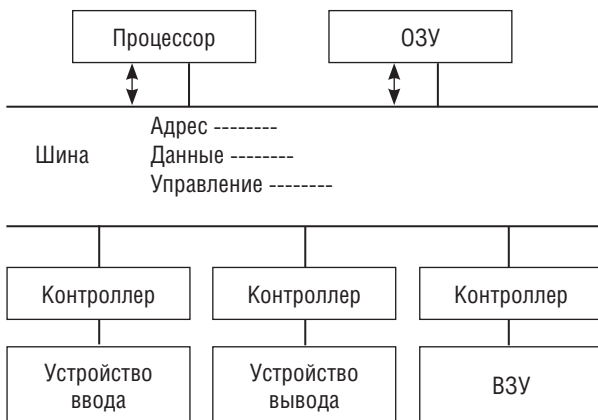 Процессор
ОЗУ
Адрес --------
Шина
Данные --------
Управление --------
Контроллер
Контроллер
Контроллер
Устройство
ввода
Устройство
вывода
ВЗУ